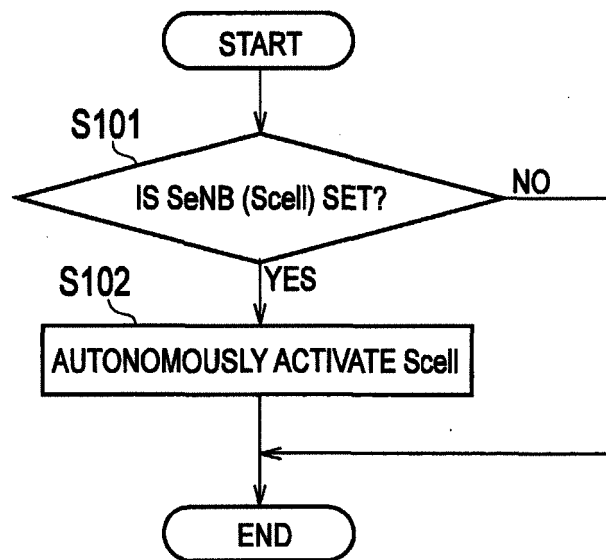 START
S101
IS SeNB (Scell) SET?
NO
YES
S102
AUTONOMOUSLY ACTIVATE Scell
END